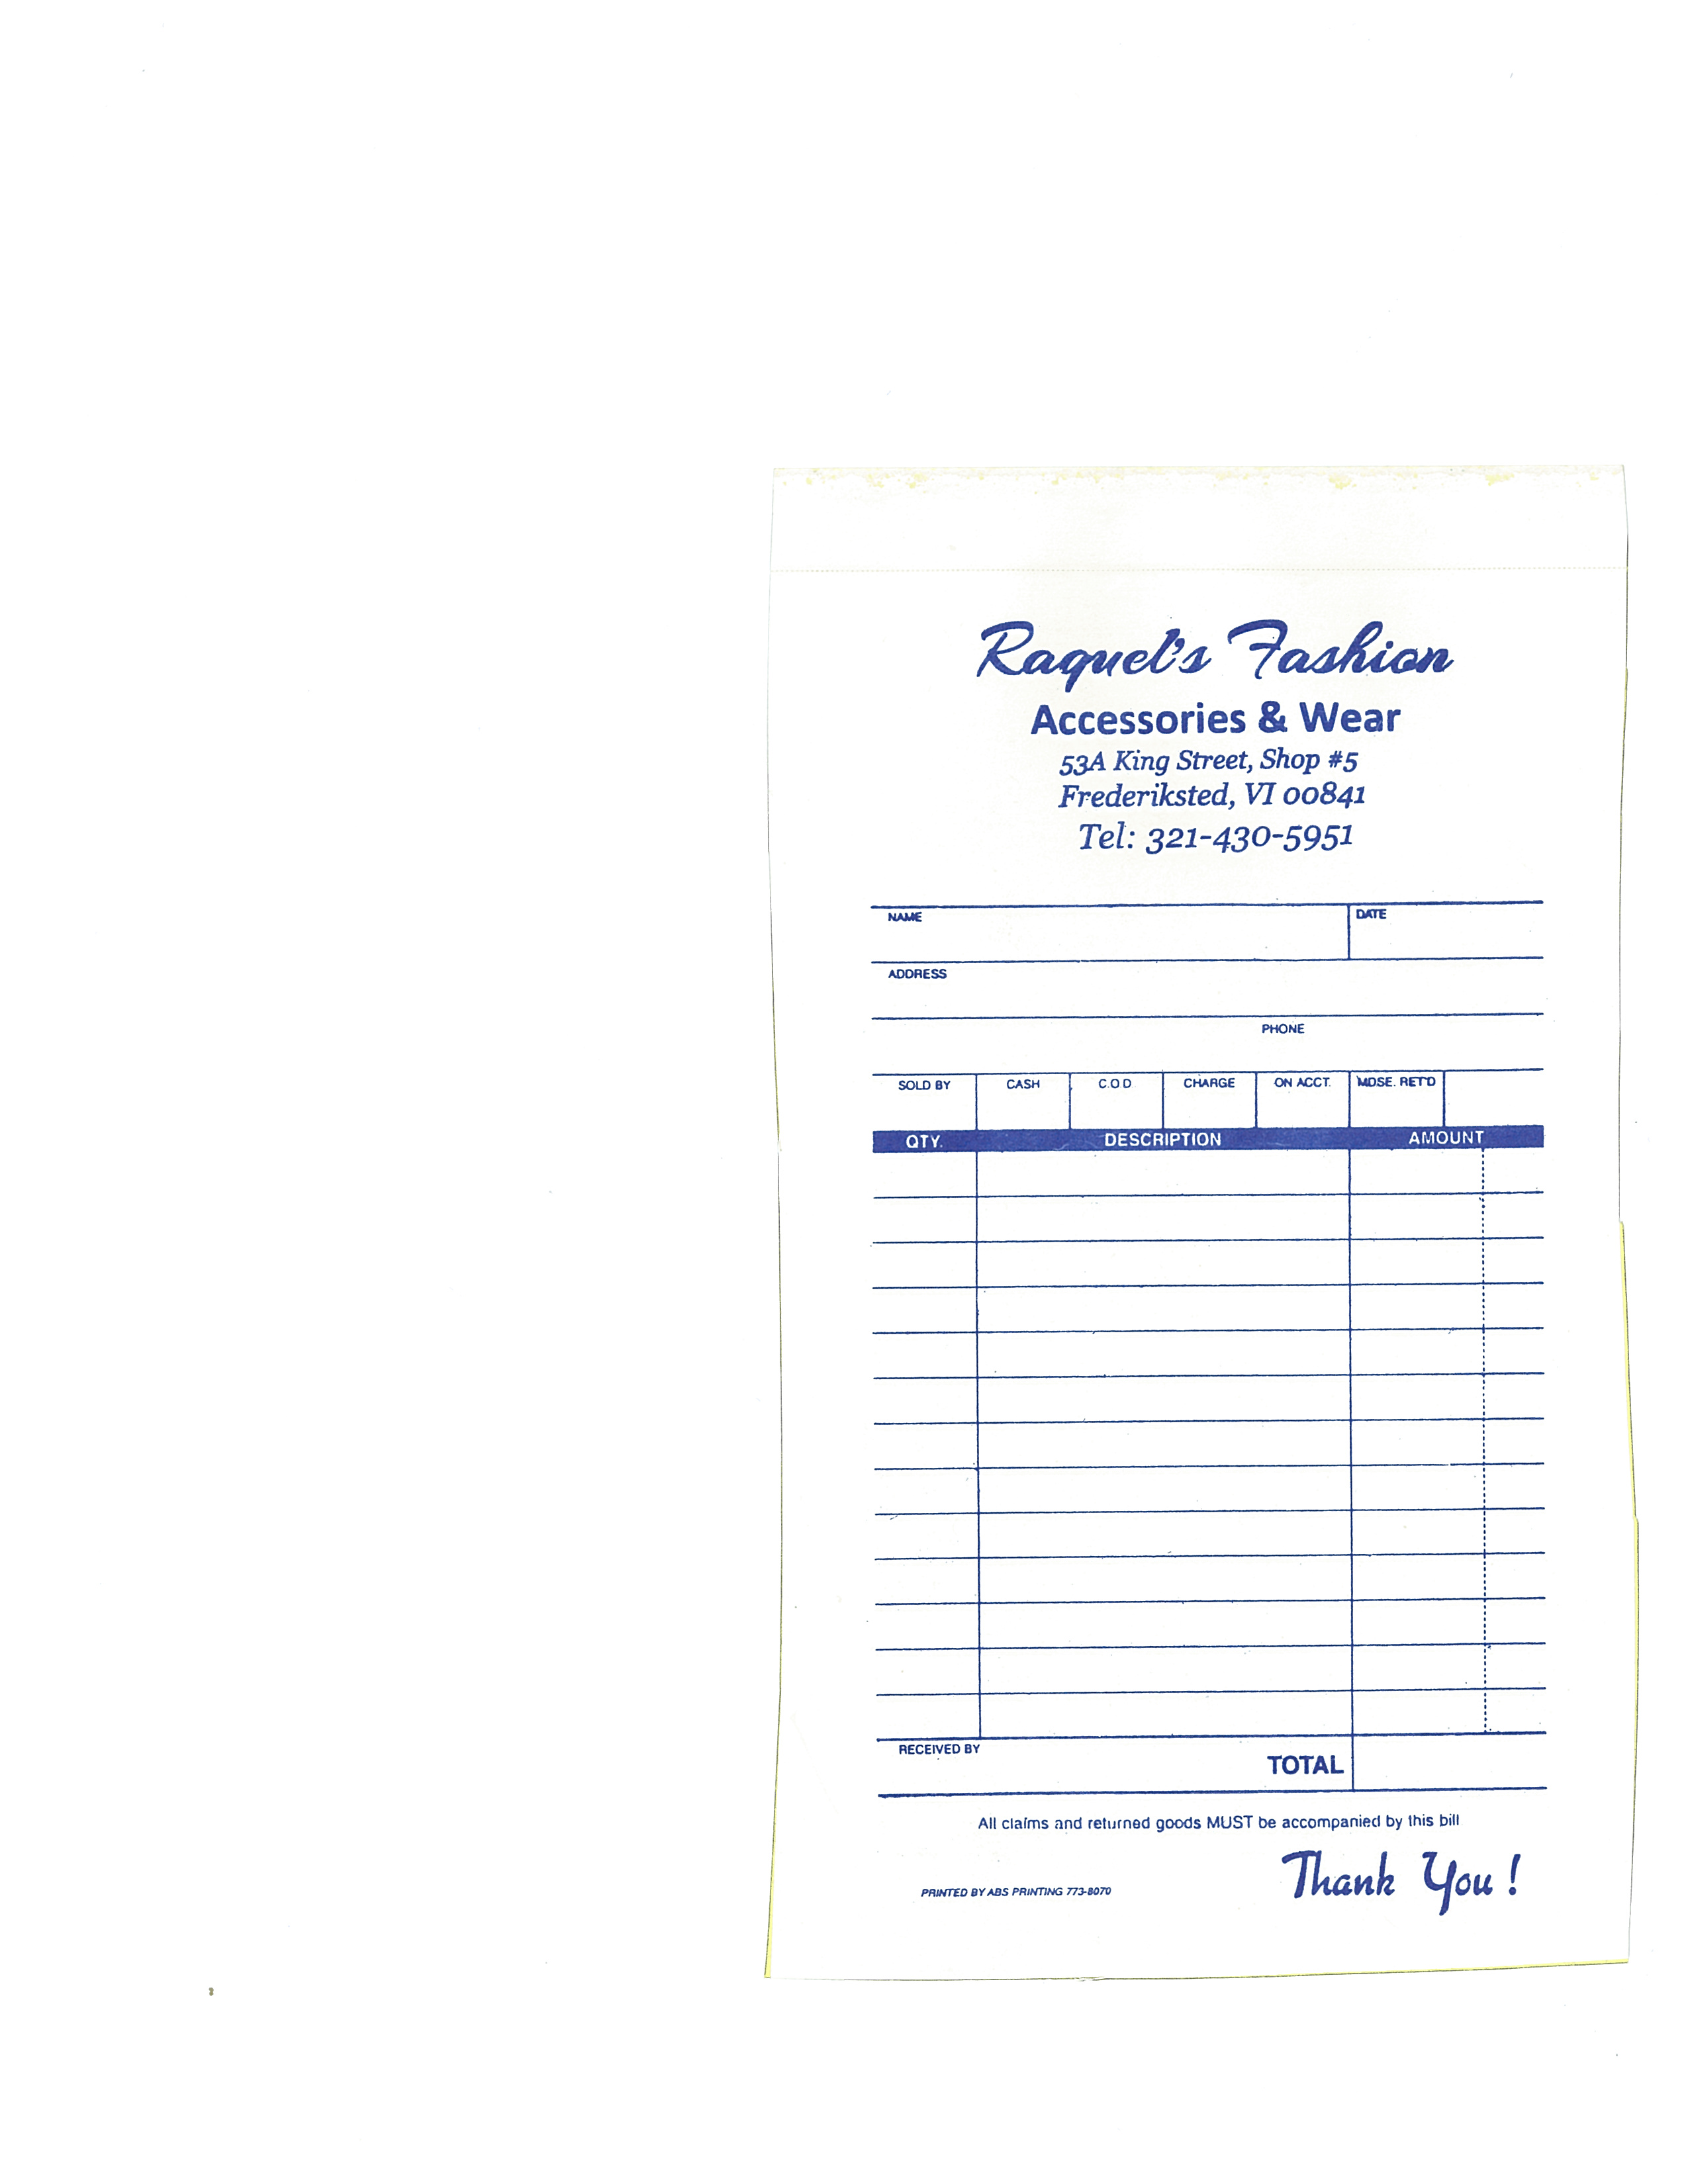 Raquel's Fashion
Accessories & Wear
53A King Street, Shop #5
Frederiksted, VI 00841
Tel: 321-430-5951
NAME DATE
ADDRESS
PHONE
SOLD BY CASH C.O.D CHARGE ON ACCT. MDSE. RET'D
QTY. DESCRIPTION AMOUNT
RECEIVED BY TOTAL
All claims and returned goods MUST be accompanied by this bill
PRINTED BY ABS PRINTING 773-8070 Thank You !